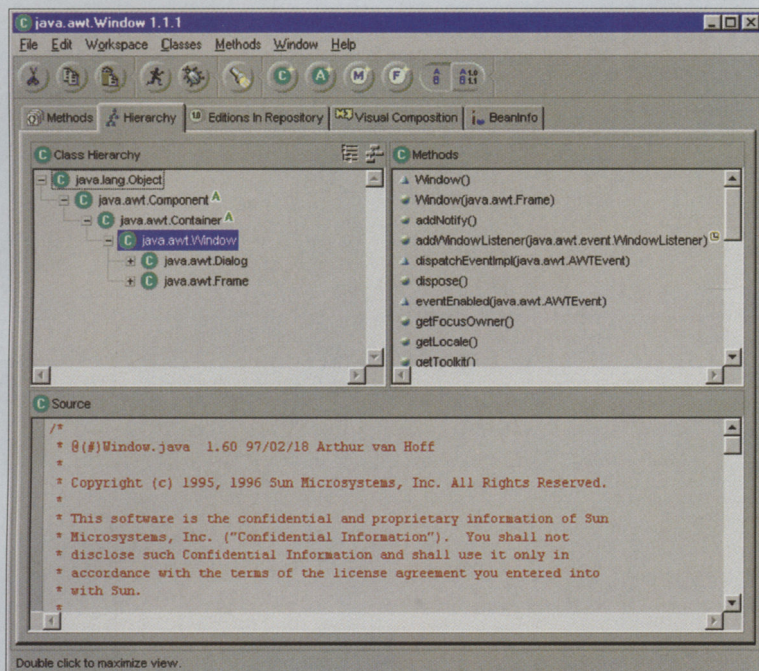 java.awt.Window 1.1.1
File Edit Workspace Classes Methods Window Help
C A M F A B A1.0 B1.1
Methods Hierarchy Editions In Repository Visual Composition BeanInfo
Class Hierarchy
java.lang.Object
java.awt.Component A
java.awt.Container A
java.awt.Window
java.awt.Dialog
java.awt.Frame
Methods
Window()
Window(java.awt.Frame)
addNotify()
addWindowListener(java.awt.event.WindowListener)
dispatchEventImpl(java.awt.AWTEvent)
dispose()
eventEnabled(java.awt.AWTEvent)
getFocusOwner()
getLocale()
getToolkit()
Source
/*
* @(#)Window.java 1.60 97/02/18 Arthur van Hoff
*
* Copyright (c) 1995, 1996 Sun Microsystems, Inc. All Rights Reserved.
*
* This software is the confidential and proprietary information of Sun
* Microsystems, Inc. ("Confidential Information"). You shall not
* disclose such Confidential Information and shall use it only in
* accordance with the terms of the license agreement you entered into
* with Sun.
*
Double click to maximize view.